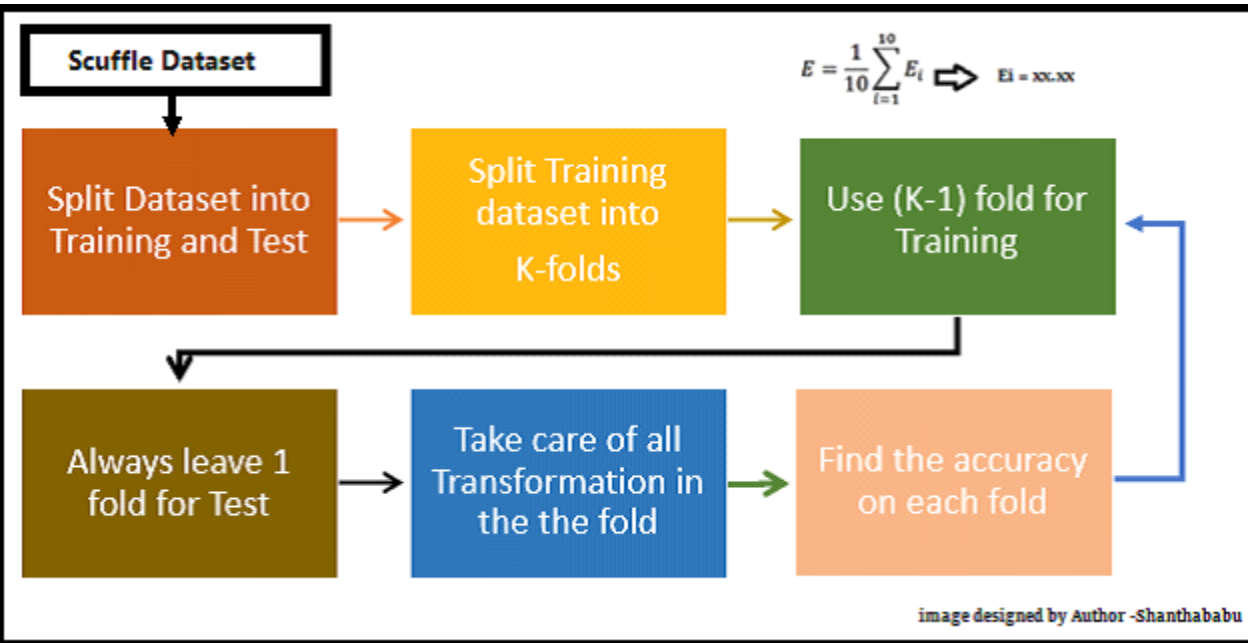 Scuffle Dataset
E = 1/10 10∑i=1 Ei ⇨ Ei = xx.xx
Split Dataset into
Training and Test
Split Training
dataset into
K-folds
Use (K-1) fold for
Training
Always leave 1
fold for Test
Take care of all
Transformation in
the the fold
Find the accuracy
on each fold
image designed by Author -Shanthababu